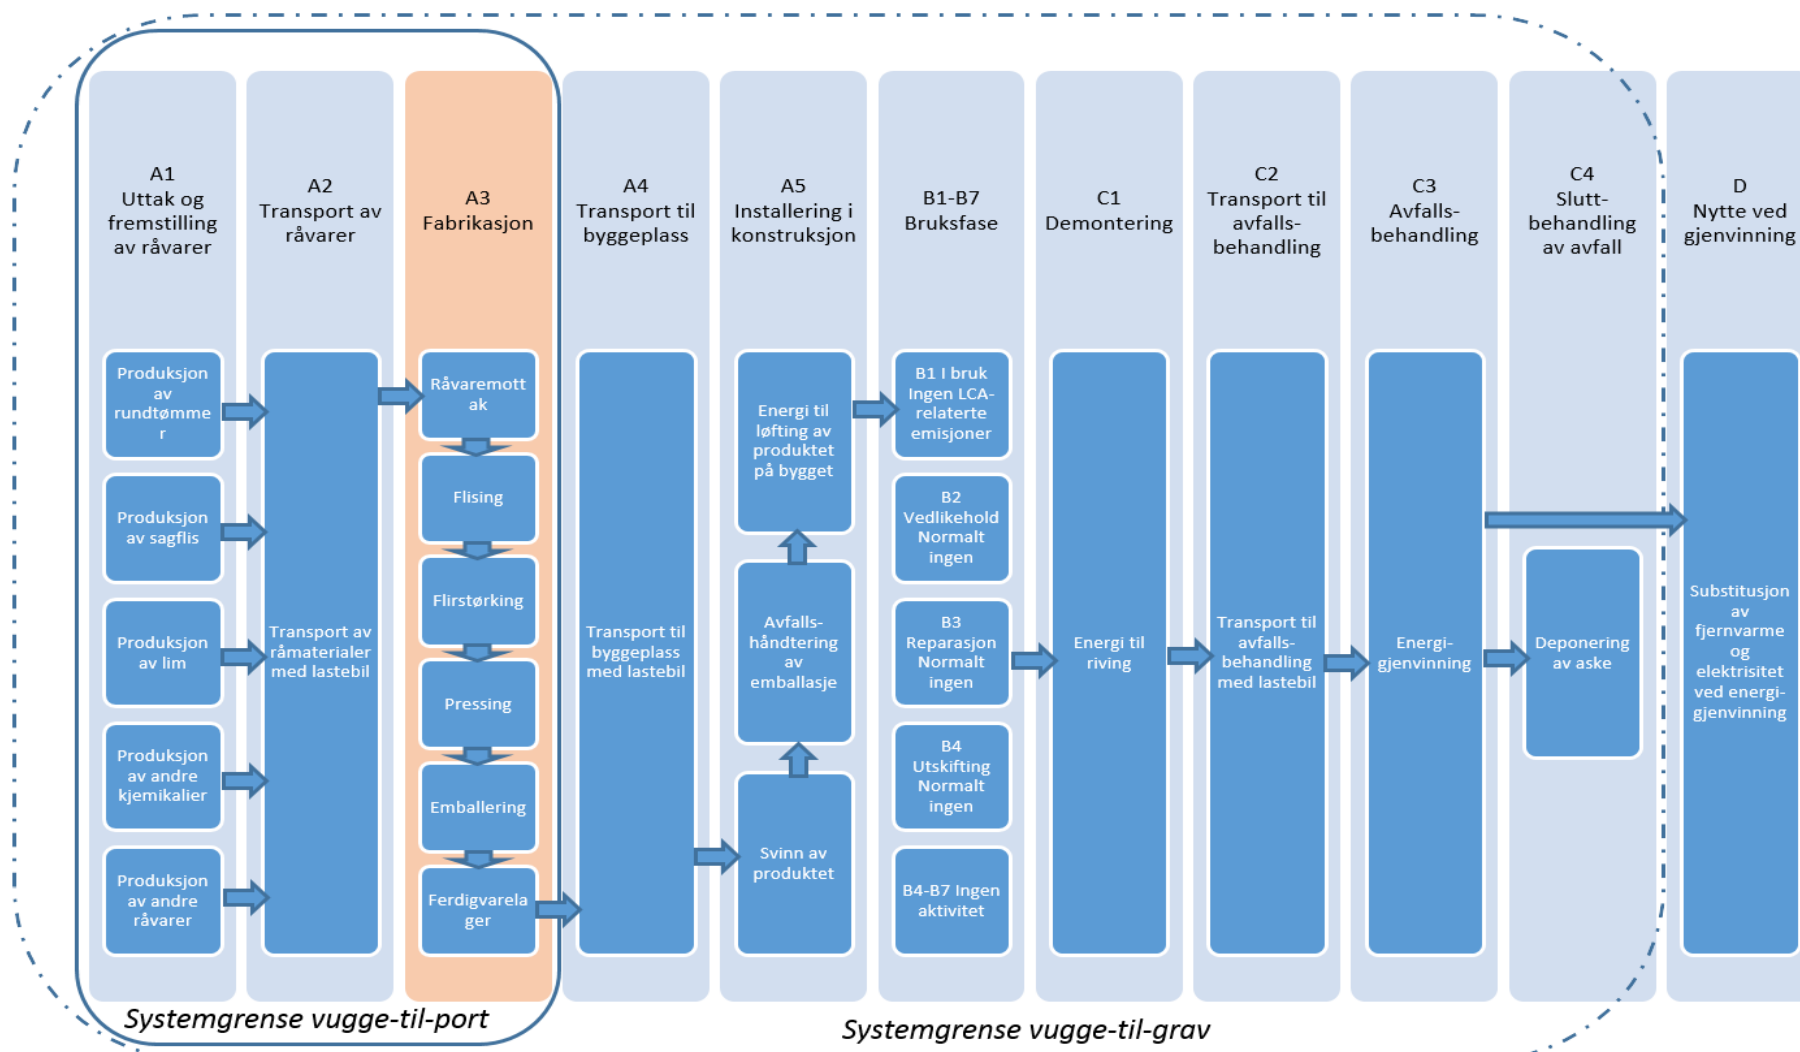 A1
Uttak og
fremstilling
av råvarer
A2
Transport av
råvarer
A3
Fabrikasjon
A4
Transport til
byggeplass
A5
Installering i
konstruksjon
B1-B7
Bruksfase
C1
Demontering
C2
Transport til
avfalls-
behandling
C3
Avfalls-
behandling
C4
Slutt-
behandling
av avfall
D
Nytte ved
gjenvinning
Produksjon
av
rundtømme
r
Produksjon
av sagflis
Produksjon
av lim
Produksjon
av andre
kjemikalier
Produksjon
av andre
råvarer
Transport av
råmaterialer
med lastebil
Råvaremott
ak
Flising
Flirstørking
Pressing
Emballering
Ferdigvarela
ger
Transport til
byggeplass
med lastebil
Energi til
løfting av
produktet
på bygget
Avfalls-
håndtering
av
emballasje
Svinn av
produktet
B1 I bruk
Ingen LCA-
relaterte
emisjoner
B2
Vedlikehold
Normalt
ingen
B3
Reparasjon
Normalt
ingen
B4
Utskifting
Normalt
ingen
B4-B7 Ingen
aktivitet
Energi til
riving
Transport til
avfalls-
behandling
med lastebil
Energi-
gjenvinning
Deponering
av aske
Substitusjon
av
fjernvarme
og
elektrisitet
ved energi-
gjenvinning
Systemgrense vugge-til-port
Systemgrense vugge-til-grav